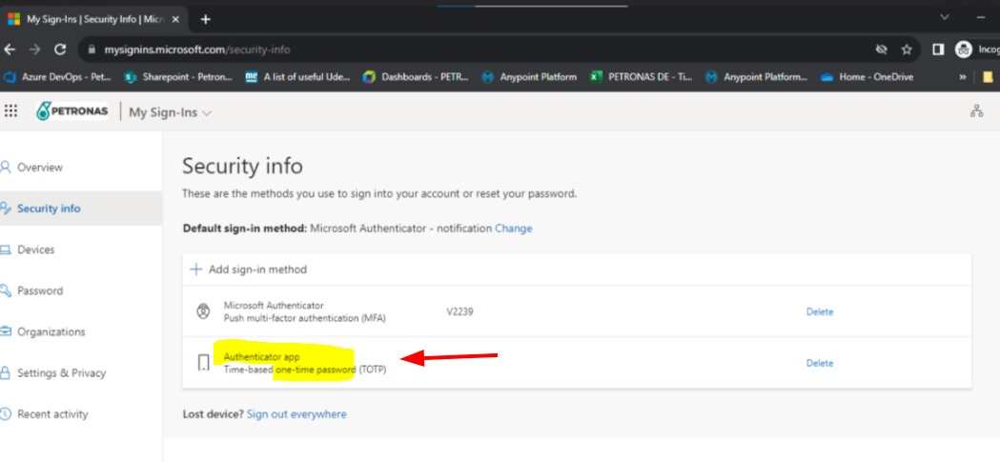 My Sign-Ins | Security Info | Micr
mysignins.microsoft.com/security-info
Incog
Azure DevOps - Pet... Sharepoint - Petron... A list of useful Ude... Dashboards - PETR... Anypoint Platform PETRONAS DE - Ti... Anypoint Platform... Home - OneDrive »
PETRONAS | My Sign-Ins
Overview
Security info
Devices
Password
Organizations
Settings & Privacy
Recent activity
Security info
These are the methods you use to sign into your account or reset your password.
Default sign-in method: Microsoft Authenticator - notification Change
+ Add sign-in method
Microsoft Authenticator
Push multi-factor authentication (MFA) V2239 Delete
Authenticator app
Time-based one-time password (TOTP) Delete
Lost device? Sign out everywhere